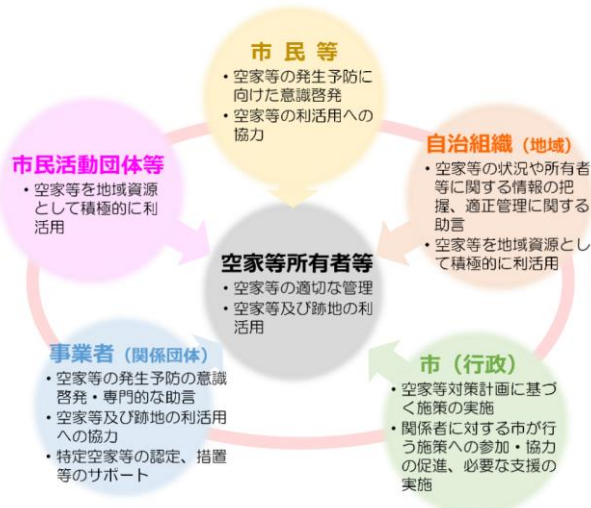 市 民 等
・空家等の発生予防に
向けた意識啓発
・空家等の利活用への
協力
市民活動団体等
・空家等を地域資源
として積極的に利
活用
自治組織（地域）
・空家等の状況や所有者
等に関する情報の把
握、適正管理に関する
助言
・空家等を地域資源とし
て積極的に利活用
空家等所有者等
・空家等の適切な管理
・空家等及び跡地の利
活用
事業者（関係団体）
・空家等の発生予防の意識
啓発・専門的な助言
・空家等及び跡地の利活用
への協力
・特定空家等の認定、措置
等のサポート
市（行政）
・空家等対策計画に基づ
く施策の実施
・関係者に対する市が行
う施策への参加・協力
の促進、必要な支援の
実施